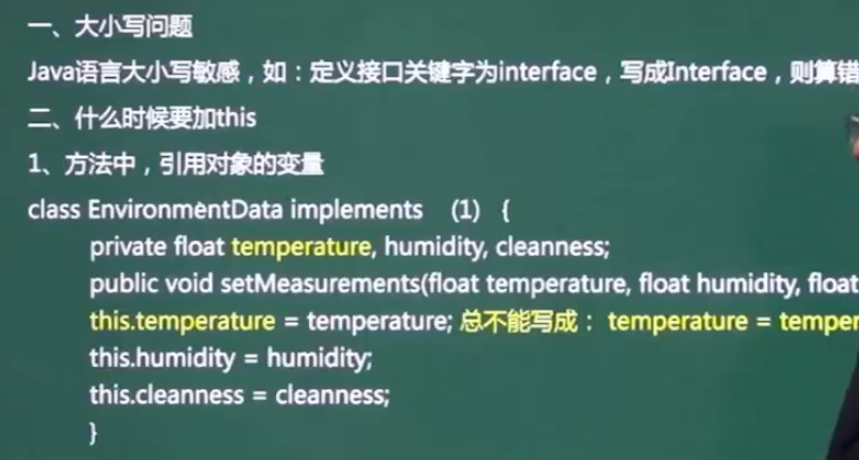 一、大小写问题
Java语言大小写敏感，如：定义接口关键字为interface，写成Interface，则算错
二、什么时候要加this
1、方法中，引用对象的变量
class EnvironmentData implements (1) {
private float temperature, humidity, cleanness;
public void setMeasurements(float temperature, float humidity, float
this.temperature = temperature; 总不能写成： temperature = temper
this.humidity = humidity;
this.cleanness = cleanness;
}